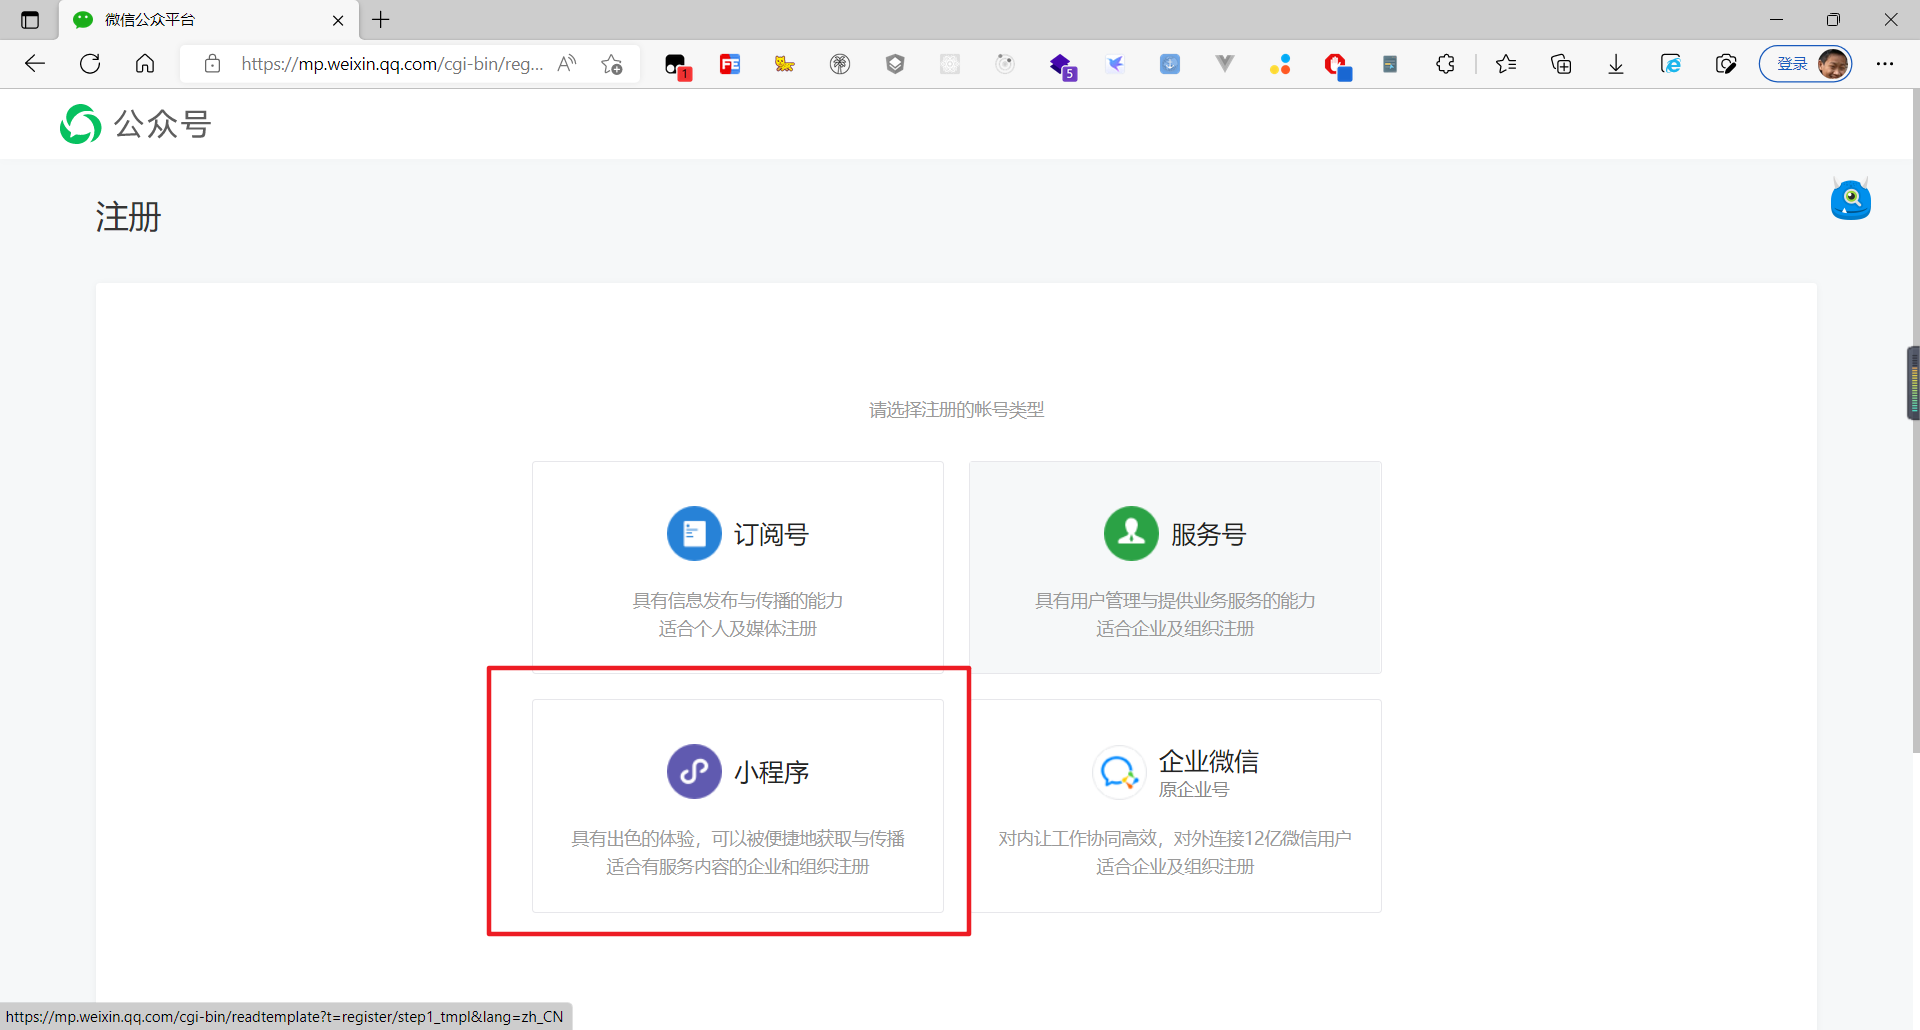 微信公众平台
https://mp.weixin.qq.com/cgi-bin/reg...
1
5
登录
公众号
注册
请选择注册的帐号类型
订阅号
具有信息发布与传播的能力
适合个人及媒体注册
服务号
具有用户管理与提供业务服务的能力
适合企业及组织注册
小程序
具有出色的体验，可以被便捷地获取与传播
适合有服务内容的企业和组织注册
企业微信
原企业号
对内让工作协同高效，对外连接12亿微信用户
适合企业及组织注册
https://mp.weixin.qq.com/cgi-bin/readtemplate?t=register/step1_tmpl&lang=zh_CN